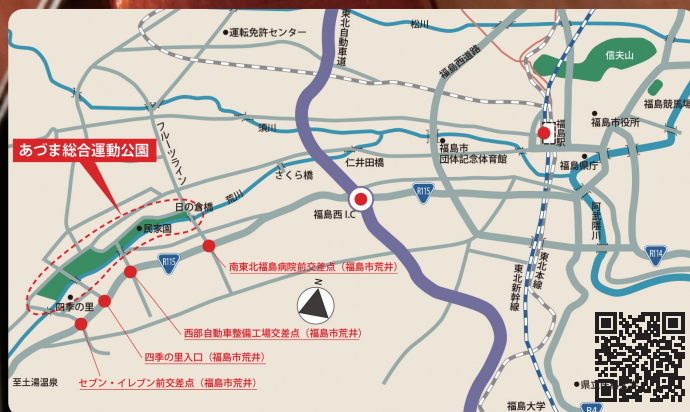 東北自動車道
松川
運転免許センター
福島西道路
信夫山
福島競馬場
福島市役所
福島駅
須川
フルーツライン
あづま総合運動公園
福島市
団体記念体育館
仁井田橋
福島県庁
さくら橋
荒川
R115
日の倉橋
福島西 I.C
阿武隈川
民家園
R114
R115
南東北福島病院前交差点（福島市荒井）
東北本線
東北新幹線
N
四季の里
西部自動車整備工場交差点（福島市荒井）
四季の里入口（福島市荒井）
至土湯温泉
セブン・イレブン前交差点（福島市荒井）
県立
福島大学
R4